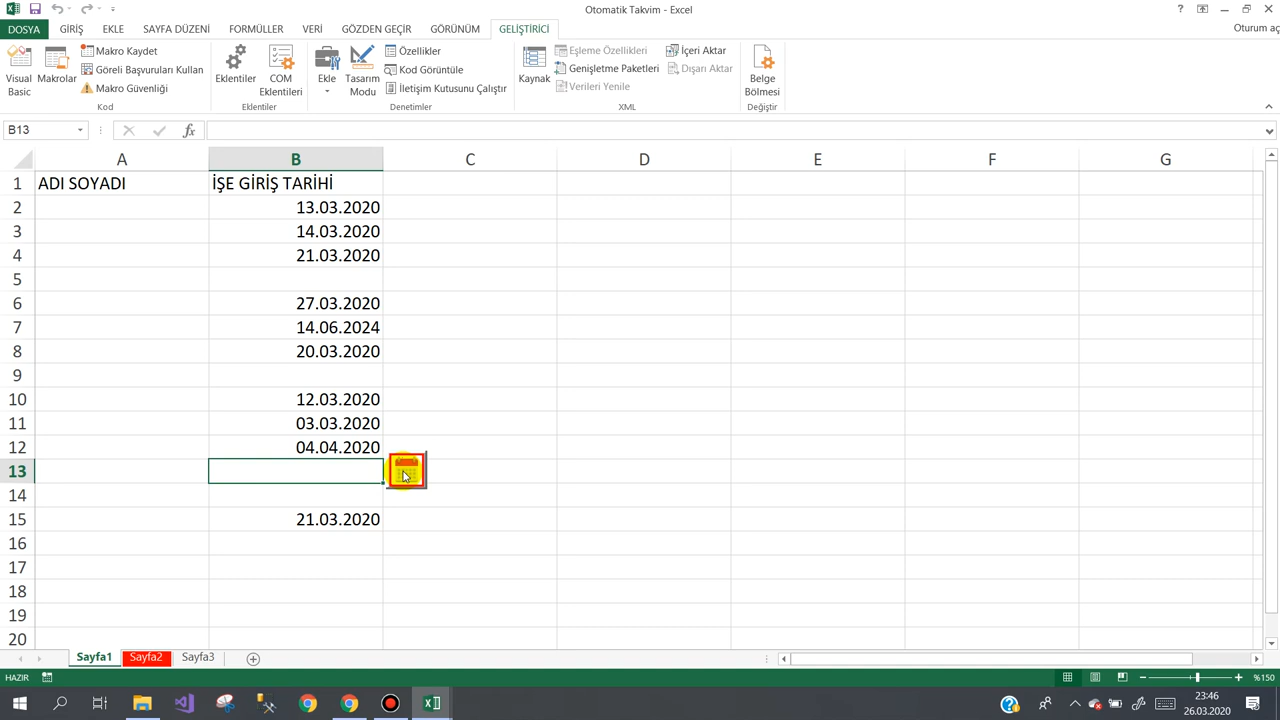 Otomatik Takvim - Excel
DOSYA GİRİŞ EKLE SAYFA DÜZENİ FORMÜLLER VERİ GÖZDEN GEÇİR GÖRÜNÜM GELİŞTİRİCİ Oturum aç
Visual Basic
Makrolar
Makro Kaydet
Göreli Başvuruları Kullan
Makro Güvenliği
Kod
Eklentiler
COM Eklentileri
Eklentiler
Ekle
Tasarım Modu
Özellikler
Kod Görüntüle
İletişim Kutusunu Çalıştır
Denetimler
Kaynak
Eşleme Özellikleri
Genişletme Paketleri
Verileri Yenile
İçeri Aktar
Dışarı Aktar
XML
Belge Bölmesi
Değiştir
B13 fx
A B C D E F G
1 ADI SOYADI İŞE GİRİŞ TARİHİ
2 13.03.2020
3 14.03.2020
4 21.03.2020
5
6 27.03.2020
7 14.06.2024
8 20.03.2020
9
10 12.03.2020
11 03.03.2020
12 04.04.2020
13
14
15 21.03.2020
16
17
18
19
20
Sayfa1 Sayfa2 Sayfa3
HAZIR %150
23:46
26.03.2020